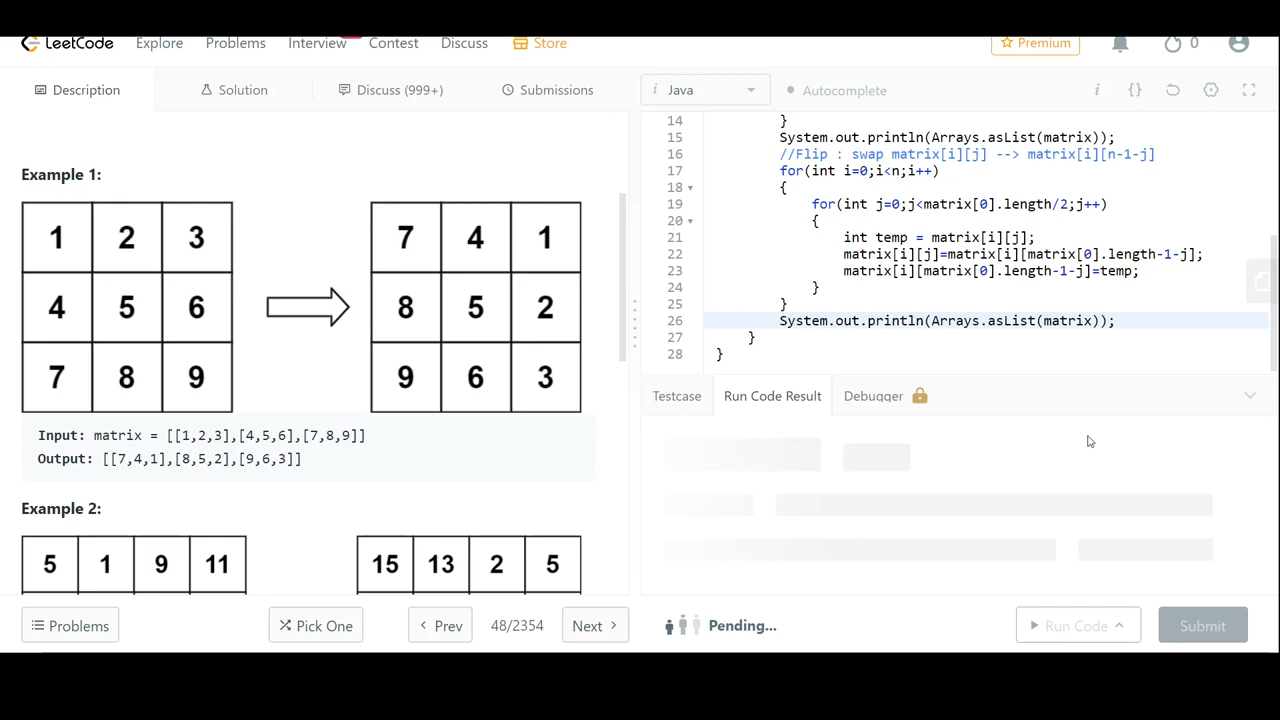 LeetCode Explore Problems Interview Contest Discuss Store Premium 0
Description Solution Discuss (999+) Submissions
i Java Autocomplete i {}
Example 1:
1 2 3
4 5 6
7 8 9
7 4 1
8 5 2
9 6 3
Input: matrix = [[1,2,3],[4,5,6],[7,8,9]]
Output: [[7,4,1],[8,5,2],[9,6,3]]
Example 2:
5 1 9 11
15 13 2 5
14 }
15 System.out.println(Arrays.asList(matrix));
16 //Flip : swap matrix[i][j] --> matrix[i][n-1-j]
17 for(int i=0;i<n;i++)
18 {
19 for(int j=0;j<matrix[0].length/2;j++)
20 {
21 int temp = matrix[i][j];
22 matrix[i][j]=matrix[i][matrix[0].length-1-j];
23 matrix[i][matrix[0].length-1-j]=temp;
24 }
25 }
26 System.out.println(Arrays.asList(matrix));
27 }
28 }
Testcase Run Code Result Debugger
Problems Pick One Prev 48/2354 Next Pending... Run Code Submit